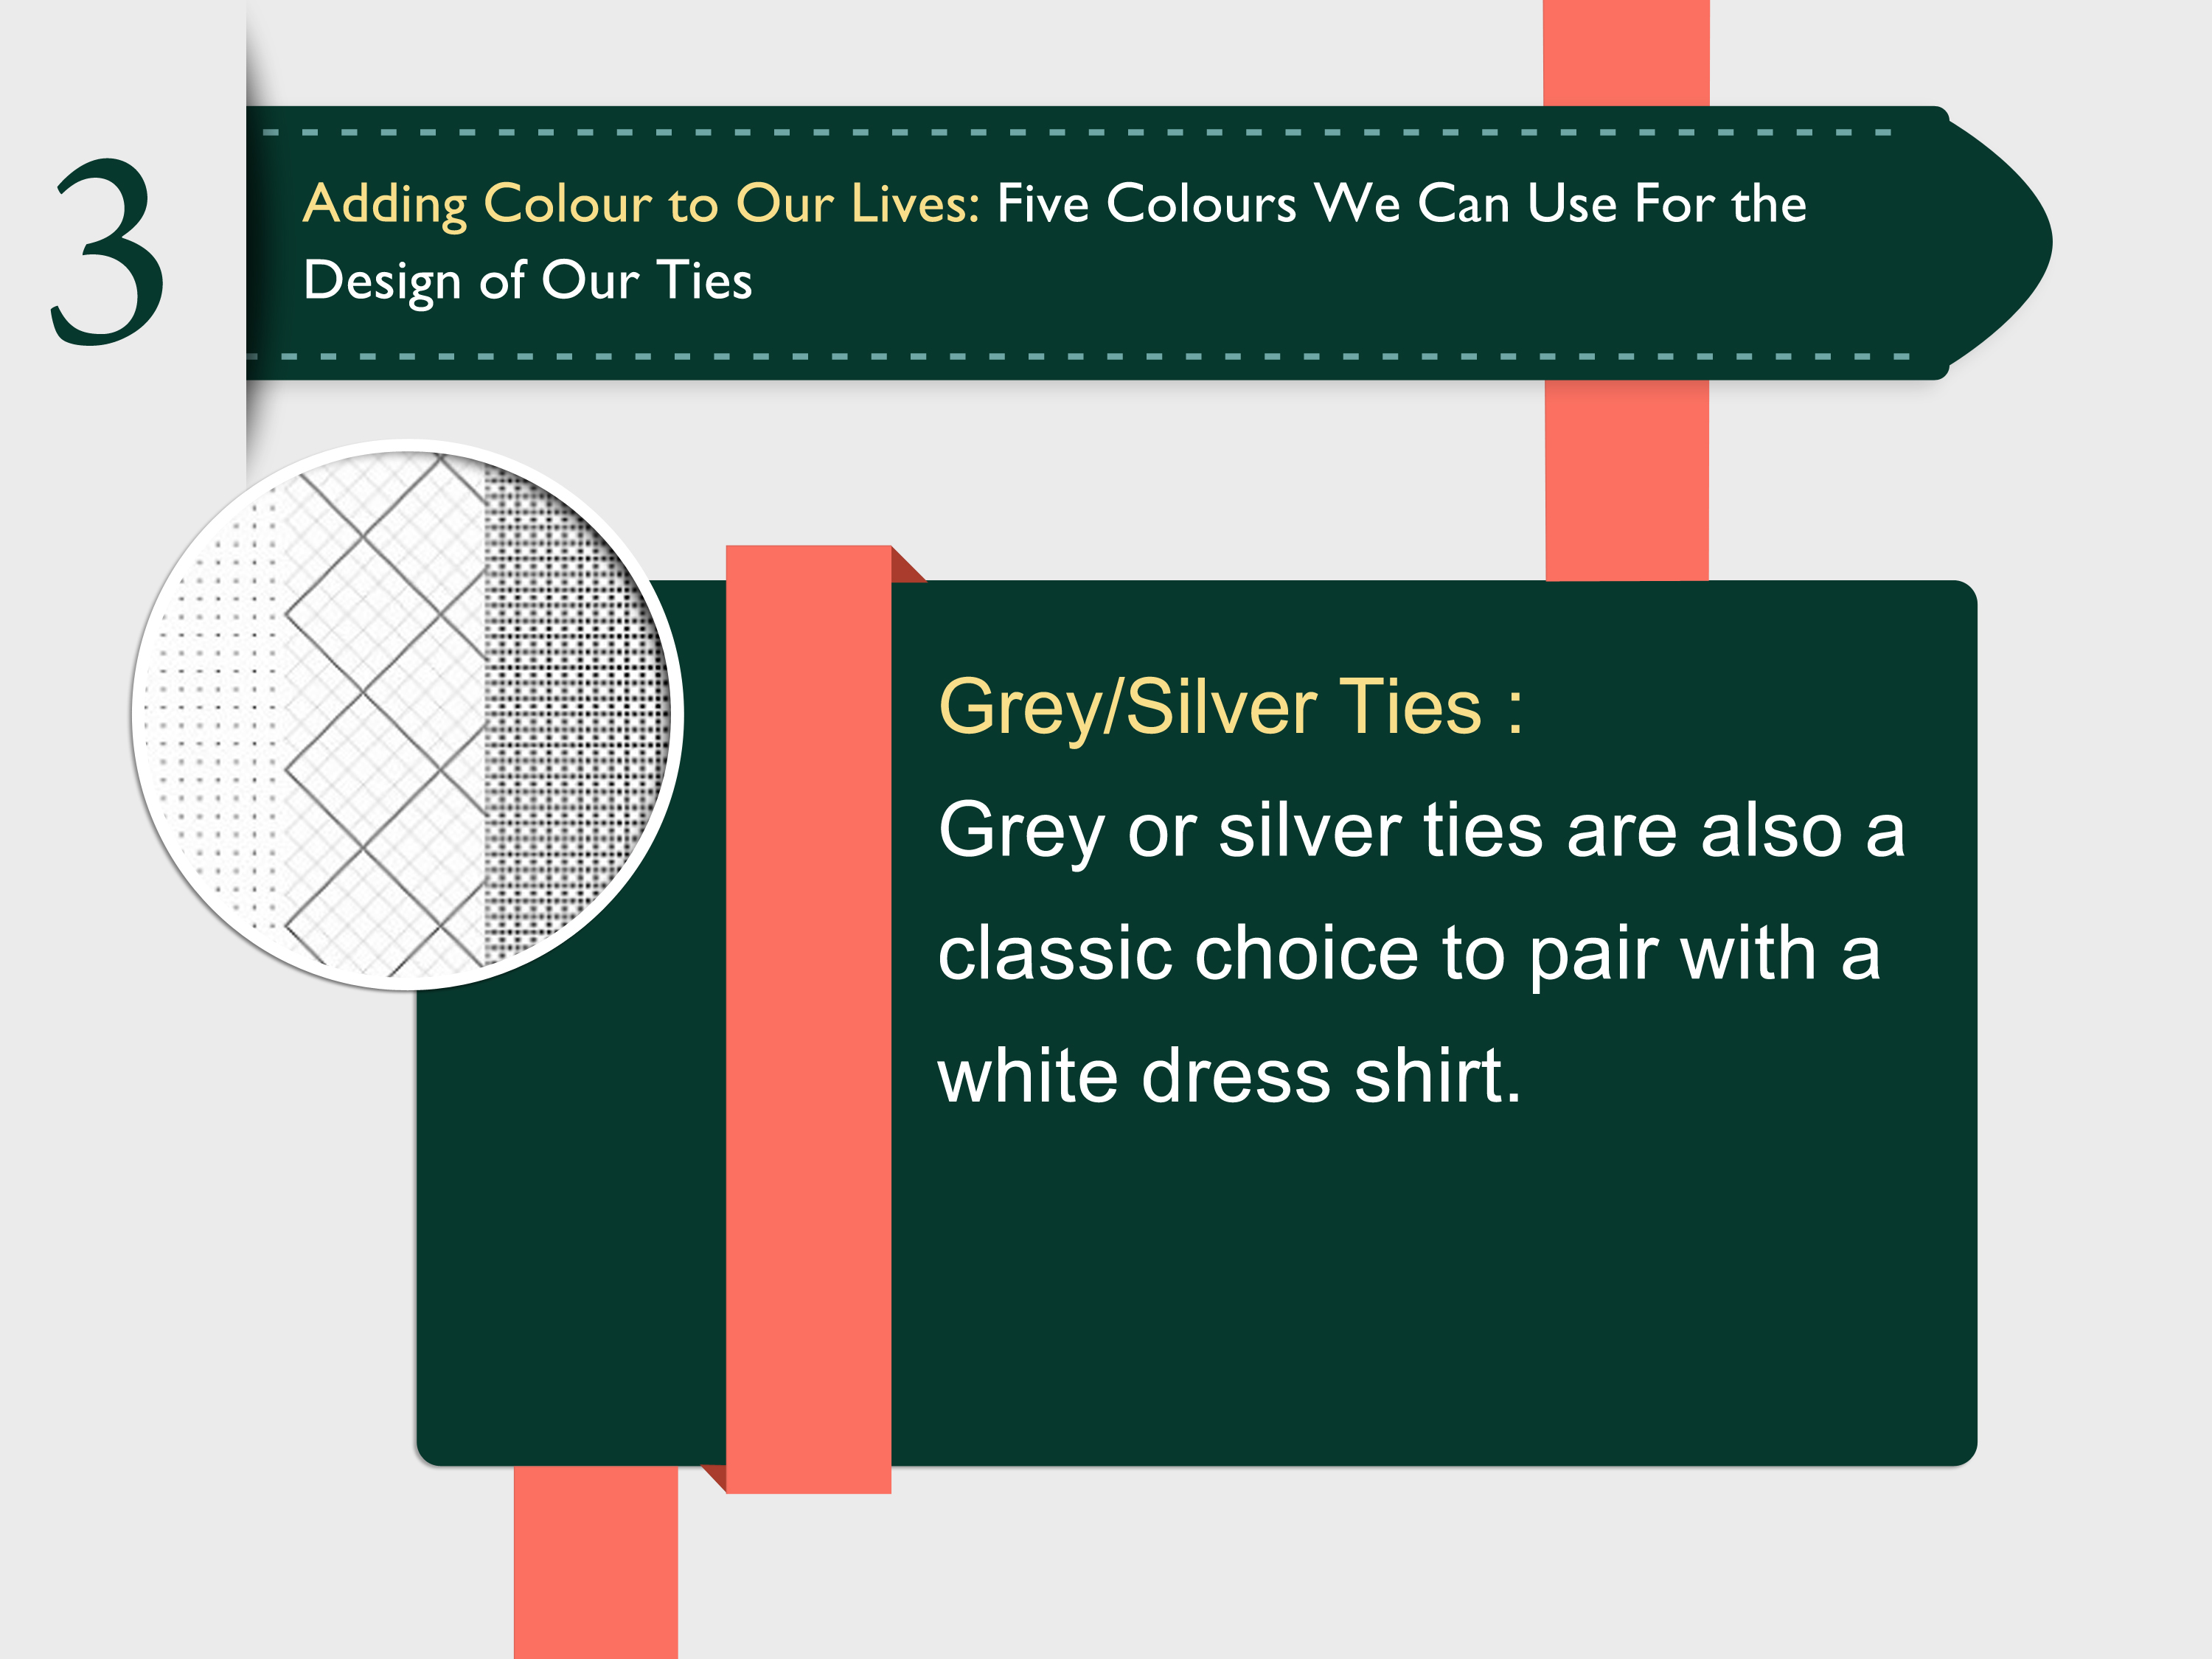 3
Adding Colour to Our Lives: Five Colours We Can Use For the
Design of Our Ties
Grey/Silver Ties :
Grey or silver ties are also a
classic choice to pair with a
white dress shirt.